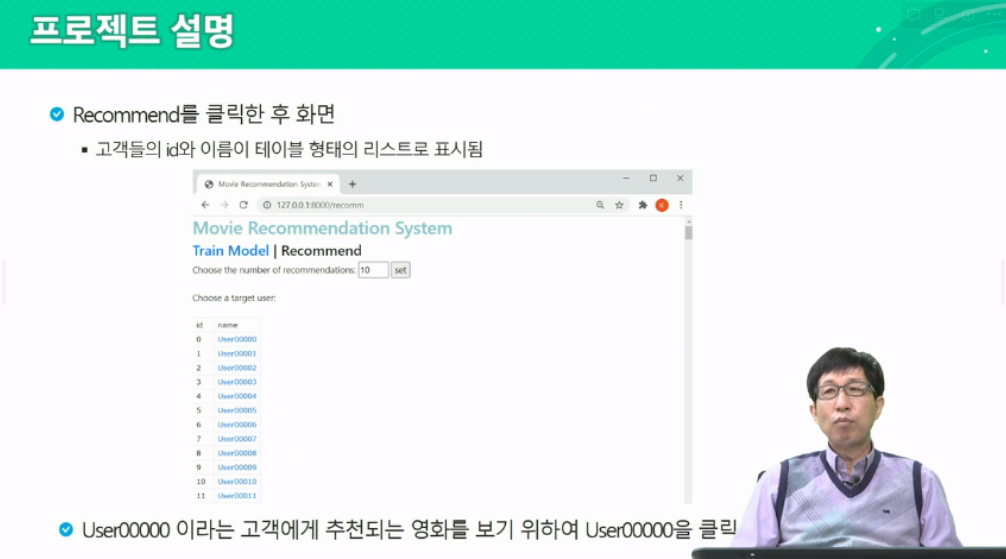 프로젝트 설명
Recommend를 클릭한 후 화면
▪ 고객들의 id와 이름이 테이블 형태의 리스트로 표시됨
Movie Recommendation System
127.0.0.1:8000/recomm
K
Movie Recommendation System
Train Model | Recommend
Choose the number of recommendations: 10 set
Choose a target user:
id name
0 User00000
1 User00001
2 User00002
3 User00003
4 User00004
5 User00005
6 User00006
7 User00007
8 User00008
9 User00009
10 User00010
11 User00011
User00000 이라는 고객에게 추천되는 영화를 보기 위하여 User00000을 클릭